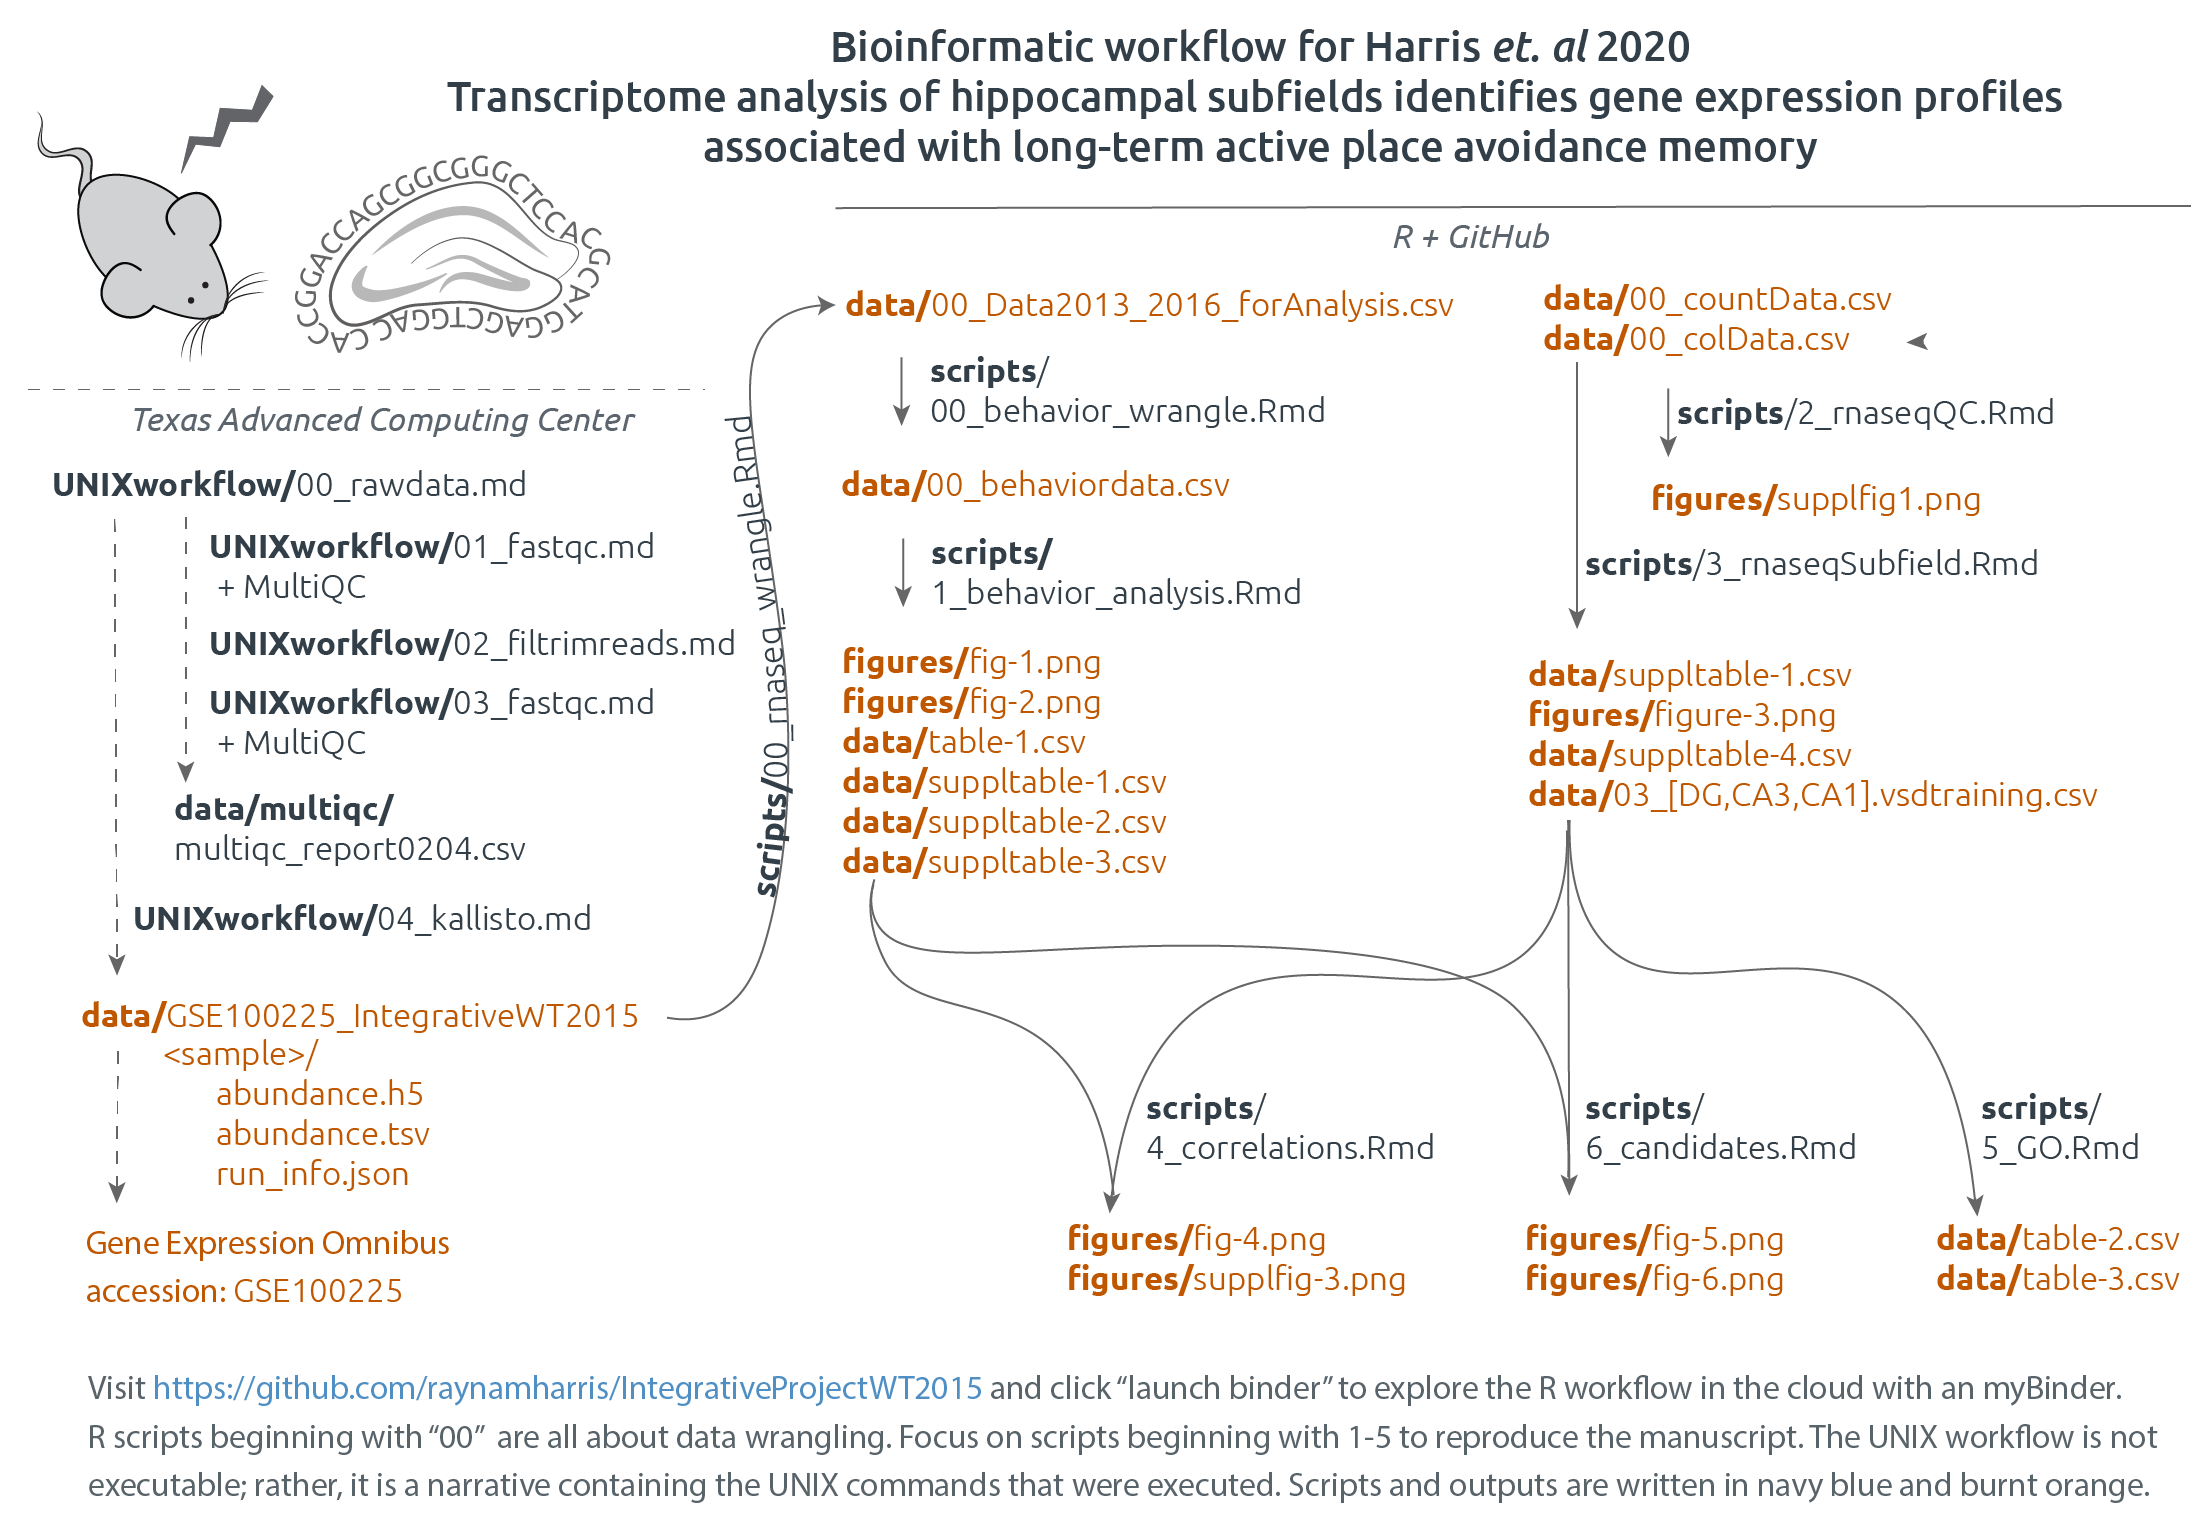 Bioinformatic workflow for Harris et. al 2020
Transcriptome analysis of hippocampal subfields identifies gene expression profiles
associated with long-term active place avoidance memory
CCGGACCAGCGGCGGGCTCCACGCATGGAGCTGGACCCA
Texas Advanced Computing Center
UNIXworkflow/00_rawdata.md
UNIXworkflow/01_fastqc.md
+ MultiQC
UNIXworkflow/02_filtrimreads.md
UNIXworkflow/03_fastqc.md
+ MultiQC
data/multiqc/
multiqc_report0204.csv
UNIXworkflow/04_kallisto.md
data/GSE100225_IntegrativeWT2015
<sample>/
abundance.h5
abundance.tsv
run_info.json
Gene Expression Omnibus
accession: GSE100225
scripts/00_rnaseq_wrangle.Rmd
R + GitHub
data/00_Data2013_2016_forAnalysis.csv
scripts/
00_behavior_wrangle.Rmd
data/00_behaviordata.csv
scripts/
1_behavior_analysis.Rmd
figures/fig-1.png
figures/fig-2.png
data/table-1.csv
data/suppltable-1.csv
data/suppltable-2.csv
data/suppltable-3.csv
data/00_countData.csv
data/00_colData.csv
scripts/2_rnaseqQC.Rmd
figures/supplfig1.png
scripts/3_rnaseqSubfield.Rmd
data/suppltable-1.csv
figures/figure-3.png
data/suppltable-4.csv
data/03_[DG,CA3,CA1].vsdtraining.csv
scripts/
4_correlations.Rmd
figures/fig-4.png
figures/supplfig-3.png
scripts/
6_candidates.Rmd
figures/fig-5.png
figures/fig-6.png
scripts/
5_GO.Rmd
data/table-2.csv
data/table-3.csv
Visit https://github.com/raynamharris/IntegrativeProjectWT2015 and click “launch binder” to explore the R workflow in the cloud with an myBinder.
R scripts beginning with “00” are all about data wrangling. Focus on scripts beginning with 1-5 to reproduce the manuscript. The UNIX workflow is not
executable; rather, it is a narrative containing the UNIX commands that were executed. Scripts and outputs are written in navy blue and burnt orange.